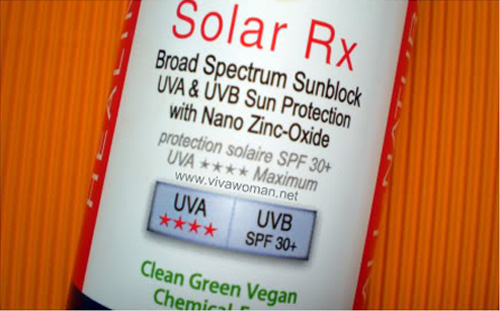 Solar Rx
Broad Spectrum Sunblock
UVA & UVB Sun Protection
with Nano Zinc-Oxide
protection solaire SPF 30+
UVA ★★★★ Maximum
www.vivawoman.net
UVA
★★★★
UVB
SPF 30+
Clean Green Vegan